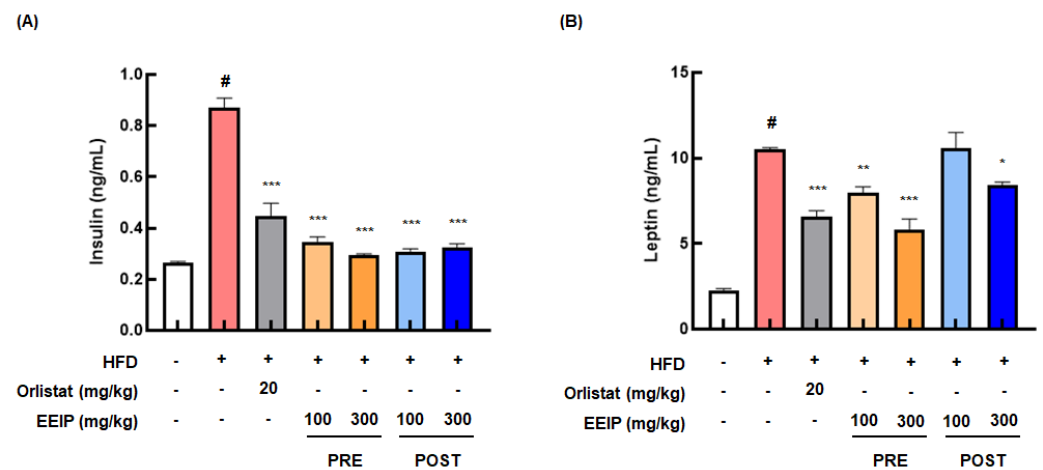 (A)
Insulin (ng/mL)
1.0
0.8
0.6
0.4
0.2
0.0
#
***
***
***
***
***
HFD - + + + + + +
Orlistat (mg/kg) - - 20 - - - -
EEIP (mg/kg) - - - 100 300 100 300
PRE POST
(B)
Leptin (ng/mL)
15
10
5
0
#
***
**
***
*
HFD - + + + + + +
Orlistat (mg/kg) - - 20 - - - -
EEIP (mg/kg) - - - 100 300 100 300
PRE POST